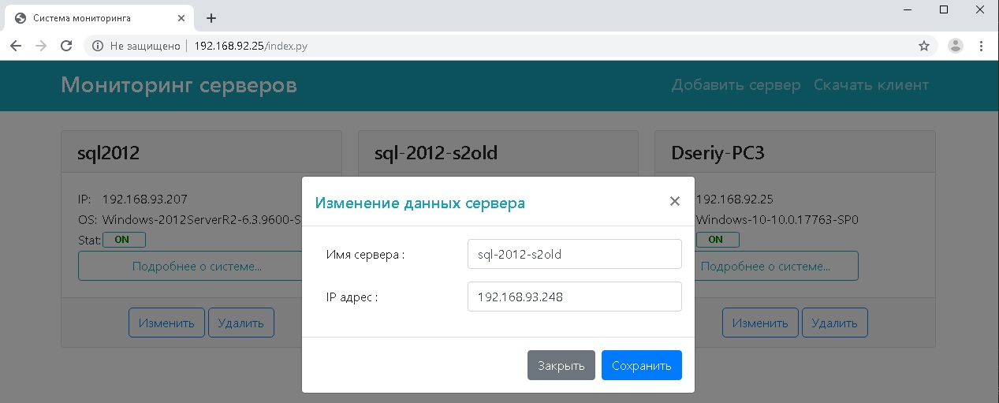 Система мониторинга
Не защищено 192.168.92.25/index.py
Мониторинг серверов Добавить сервер Скачать клиент
sql2012 sql-2012-s2old Dseriy-PC3
IP: 192.168.93.207
OS: Windows-2012ServerR2-6.3.9600-S
Stat: ON
Подробнее о системе...
Изменить Удалить
Изменение данных сервера
Имя сервера : sql-2012-s2old
IP адрес : 192.168.93.248
Закрыть Сохранить
192.168.92.25
Windows-10-10.0.17763-SP0
ON
Подробнее о системе...
Изменить Удалить